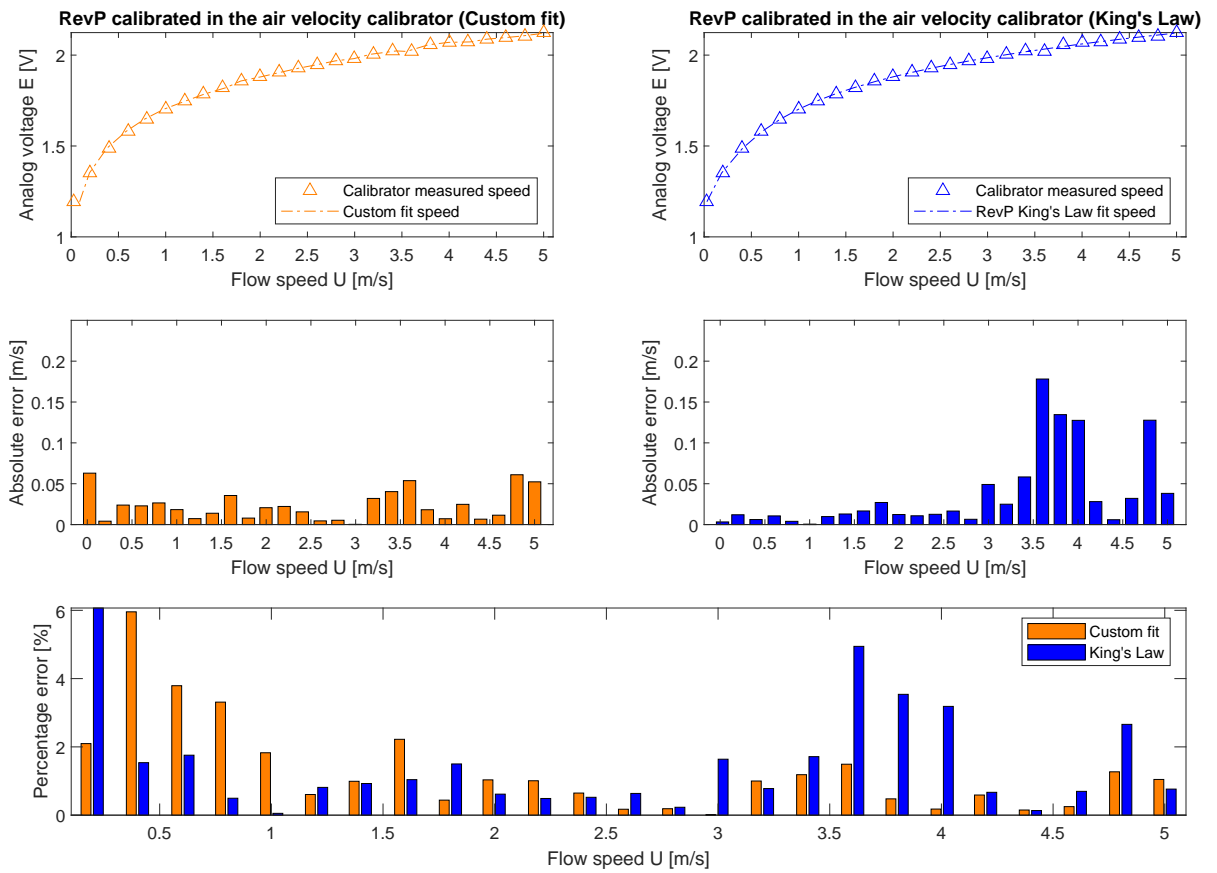 RevP calibrated in the air velocity calibrator (Custom fit)
Analog voltage E [V]
2
1.5
1
Calibrator measured speed
Custom fit speed
0 0.5 1 1.5 2 2.5 3 3.5 4 4.5 5
Flow speed U [m/s]
RevP calibrated in the air velocity calibrator (King's Law)
Analog voltage E [V]
2
1.5
1
Calibrator measured speed
RevP King's Law fit speed
0 0.5 1 1.5 2 2.5 3 3.5 4 4.5 5
Flow speed U [m/s]
Absolute error [m/s]
0.2
0.15
0.1
0.05
0
0 0.5 1 1.5 2 2.5 3 3.5 4 4.5 5
Flow speed U [m/s]
Absolute error [m/s]
0.2
0.15
0.1
0.05
0
0 0.5 1 1.5 2 2.5 3 3.5 4 4.5 5
Flow speed U [m/s]
Percentage error [%]
6
4
2
0
Custom fit
King's Law
0.5 1 1.5 2 2.5 3 3.5 4 4.5 5
Flow speed U [m/s]